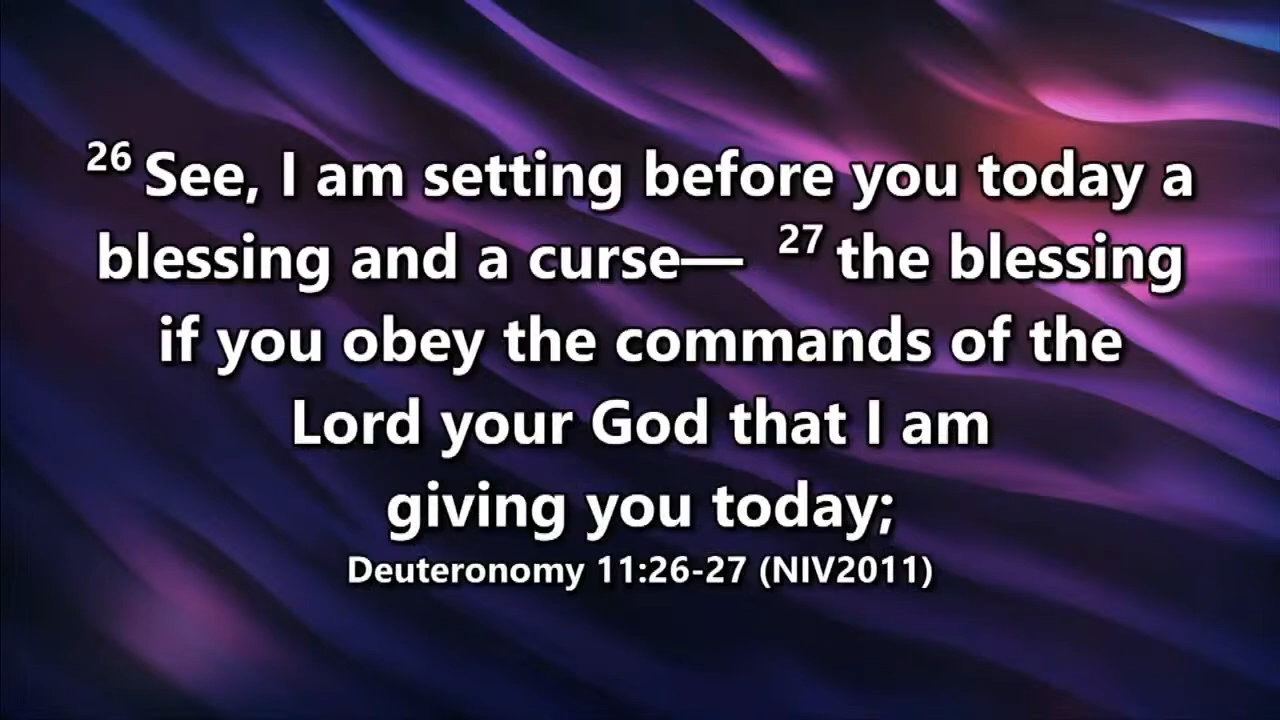 26 See, I am setting before you today a
blessing and a curse— 27 the blessing
if you obey the commands of the
Lord your God that I am
giving you today;
Deuteronomy 11:26-27 (NIV2011)